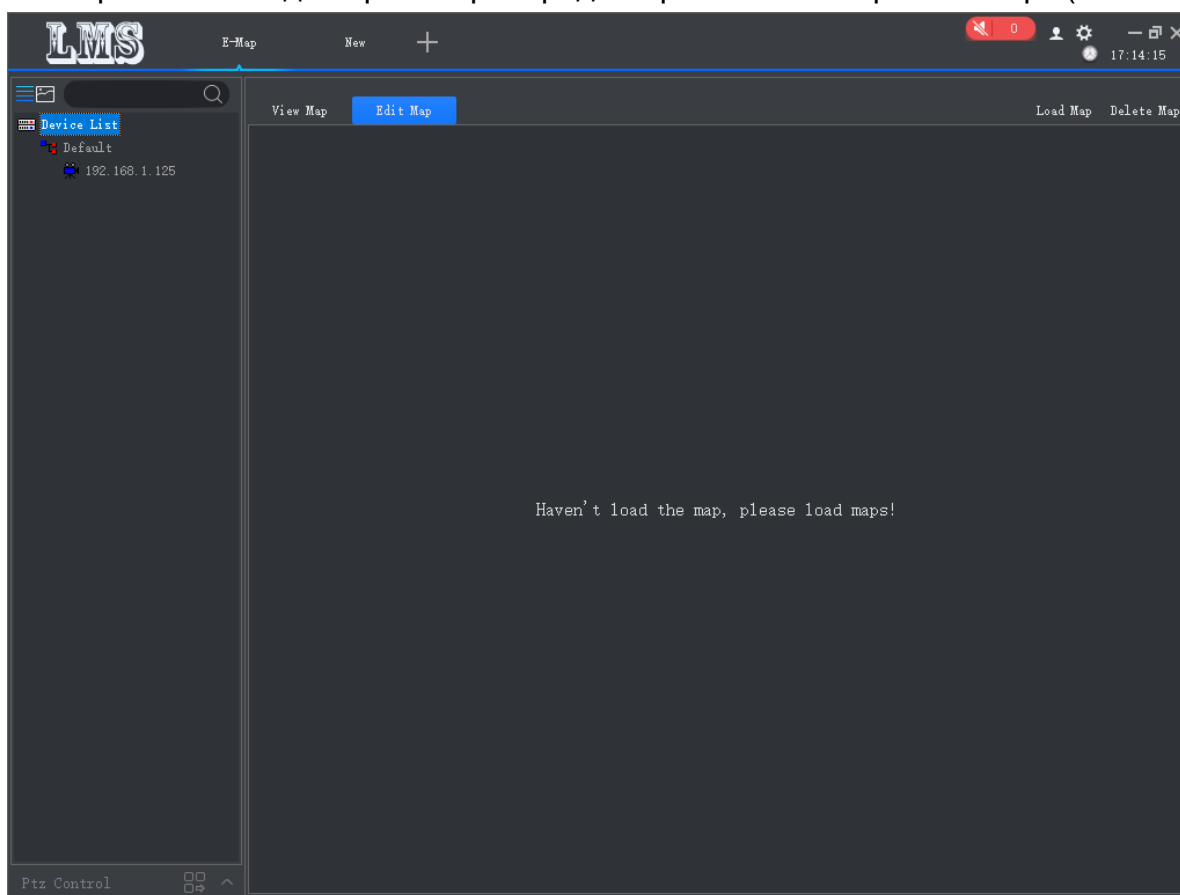 LMS
E-Map
New
0
17:14:15
View Map
Edit Map
Load Map
Delete Map
Device List
Default
192.168.1.125
Haven't load the map, please load maps!
Ptz Control